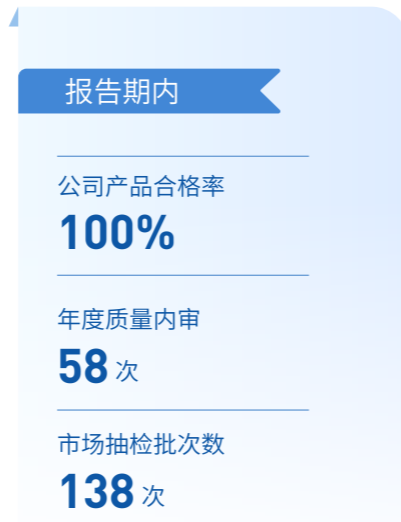 报告期内
公司产品合格率
100%
年度质量内审
58 次
市场抽检批次数
138 次